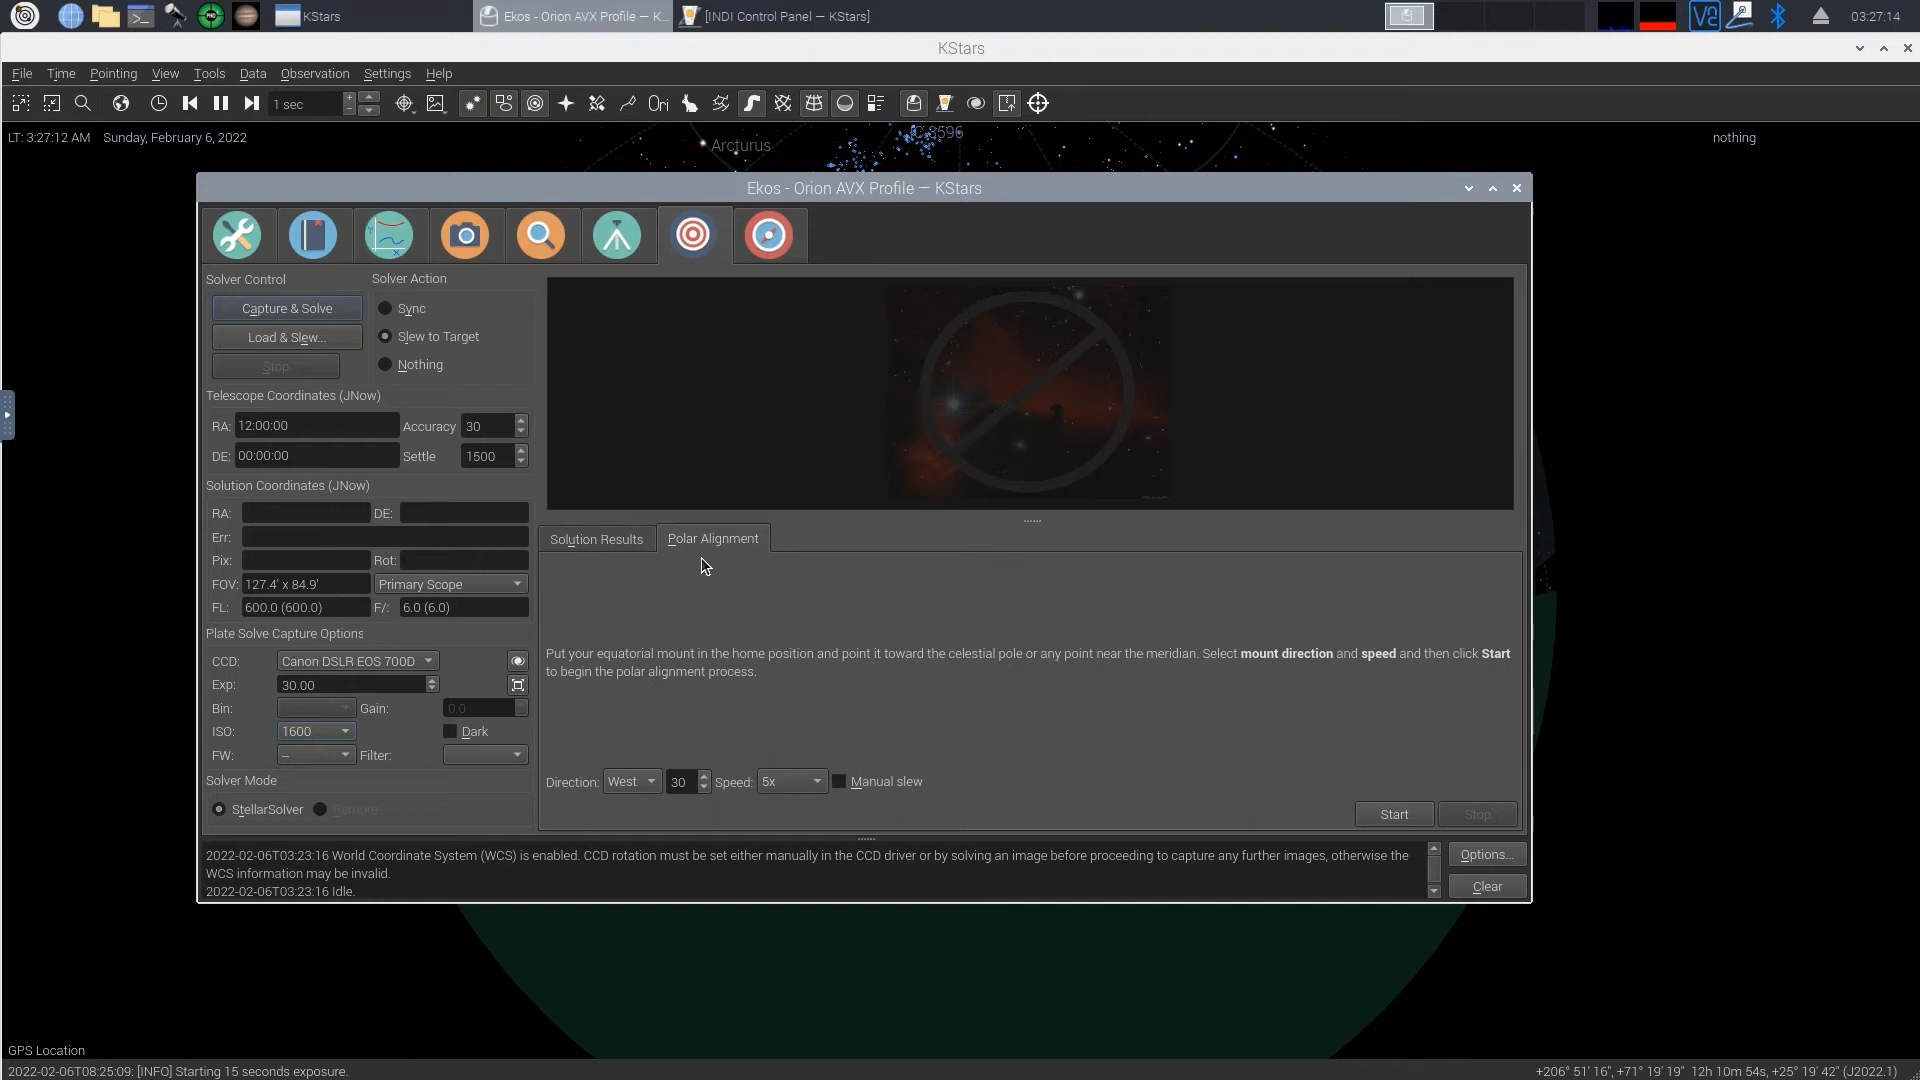 KStars
Ekos - Orion AVX Profile — K...
[INDI Control Panel — KStars]
V2
03:27:14
KStars
File Time Pointing View Tools Data Observation Settings Help
1 sec
Ori
LT: 3:27:12 AM Sunday, February 6, 2022
Arcturus
IC 3596
nothing
Ekos - Orion AVX Profile — KStars
Solver Control
Solver Action
Capture & Solve
Sync
Load & Slew...
Slew to Target
Stop
Nothing
Telescope Coordinates (JNow)
RA: 12:00:00 Accuracy 30
DE: 00:00:00 Settle 1500
Solution Coordinates (JNow)
RA: DE:
Err:
Pix: Rot:
FOV: 127.4' x 84.9' Primary Scope
FL: 600.0 (600.0) F/: 6.0 (6.0)
Plate Solve Capture Options
CCD: Canon DSLR EOS 700D
Exp: 30.00
Bin: Gain: 0.0
ISO: 1600 Dark
FW: -- Filter:
Solver Mode
StellarSolver Remote
Solution Results Polar Alignment
Put your equatorial mount in the home position and point it toward the celestial pole or any point near the meridian. Select mount direction and speed and then click Start
to begin the polar alignment process.
Direction: West 30 Speed: 5x Manual slew
Start Stop
2022-02-06T03:23:16 World Coordinate System (WCS) is enabled. CCD rotation must be set either manually in the CCD driver or by solving an image before proceeding to capture any further images, otherwise the
WCS information may be invalid.
2022-02-06T03:23:16 Idle.
Options...
Clear
GPS Location
2022-02-06T08:25:09: [INFO] Starting 15 seconds exposure.
+206° 51' 16", +71° 19' 19" 12h 10m 54s, +25° 19' 42" (J2022.1)